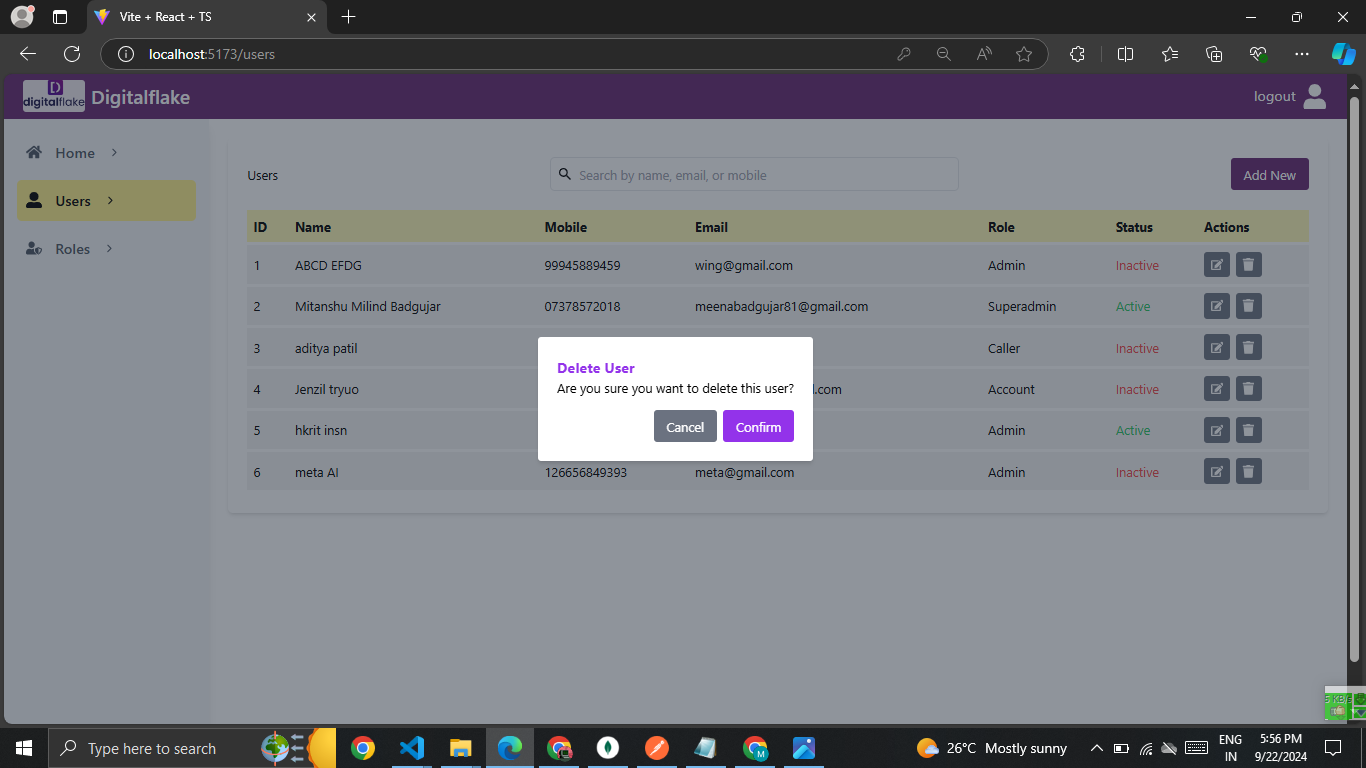 Vite + React + TS
localhost:5173/users
digitalflake Digitalflake
logout
Home
Users
Roles
Users
Search by name, email, or mobile
Add New
ID Name Mobile Email Role Status Actions
1 ABCD EFDG 99945889459 wing@gmail.com Admin Inactive
2 Mitanshu Milind Badgujar 07378572018 meenabadgujar81@gmail.com Superadmin Active
3 aditya patil Caller Inactive
4 Jenzil tryuo l.com Account Inactive
5 hkrit insn Admin Active
6 meta AI 126656849393 meta@gmail.com Admin Inactive
Delete User
Are you sure you want to delete this user?
Cancel Confirm
Type here to search
26°C Mostly sunny
ENG
IN
5:56 PM
9/22/2024